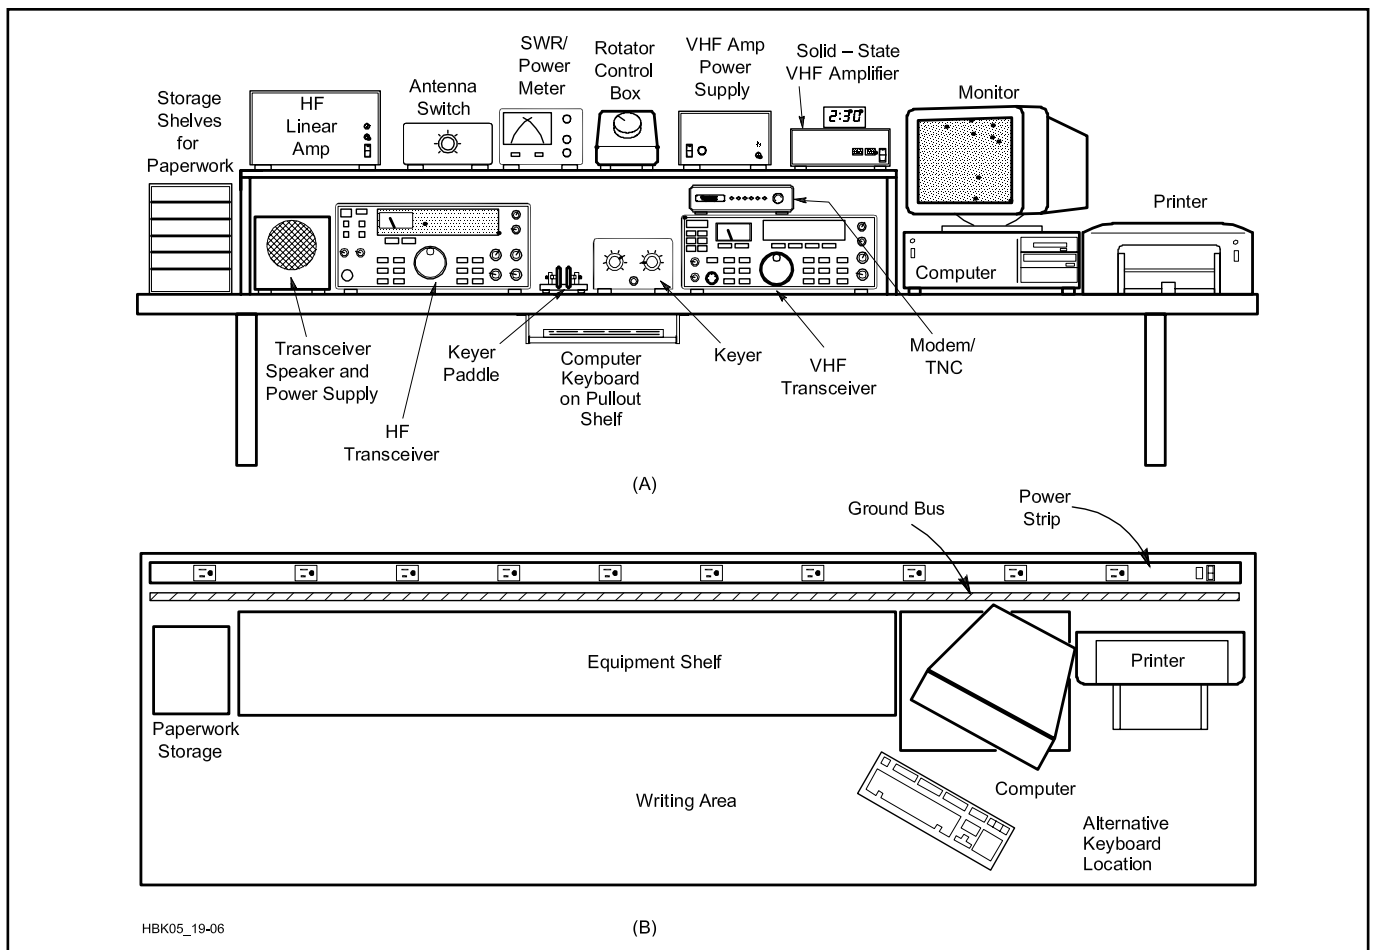 Storage
Shelves
for
Paperwork
HF
Linear
Amp
Antenna
Switch
SWR/
Power
Meter
Rotator
Control
Box
VHF Amp
Power
Supply
Solid – State
VHF Amplifier
2:30
Monitor
Printer
Computer
Transceiver
Speaker and
Power Supply
HF
Transceiver
Keyer
Paddle
Computer
Keyboard
on Pullout
Shelf
Keyer
VHF
Transceiver
Modem/
TNC
(A)
Ground Bus
Power
Strip
Equipment Shelf
Printer
Paperwork
Storage
Writing Area
Computer
Alternative
Keyboard
Location
HBK05_19-06
(B)